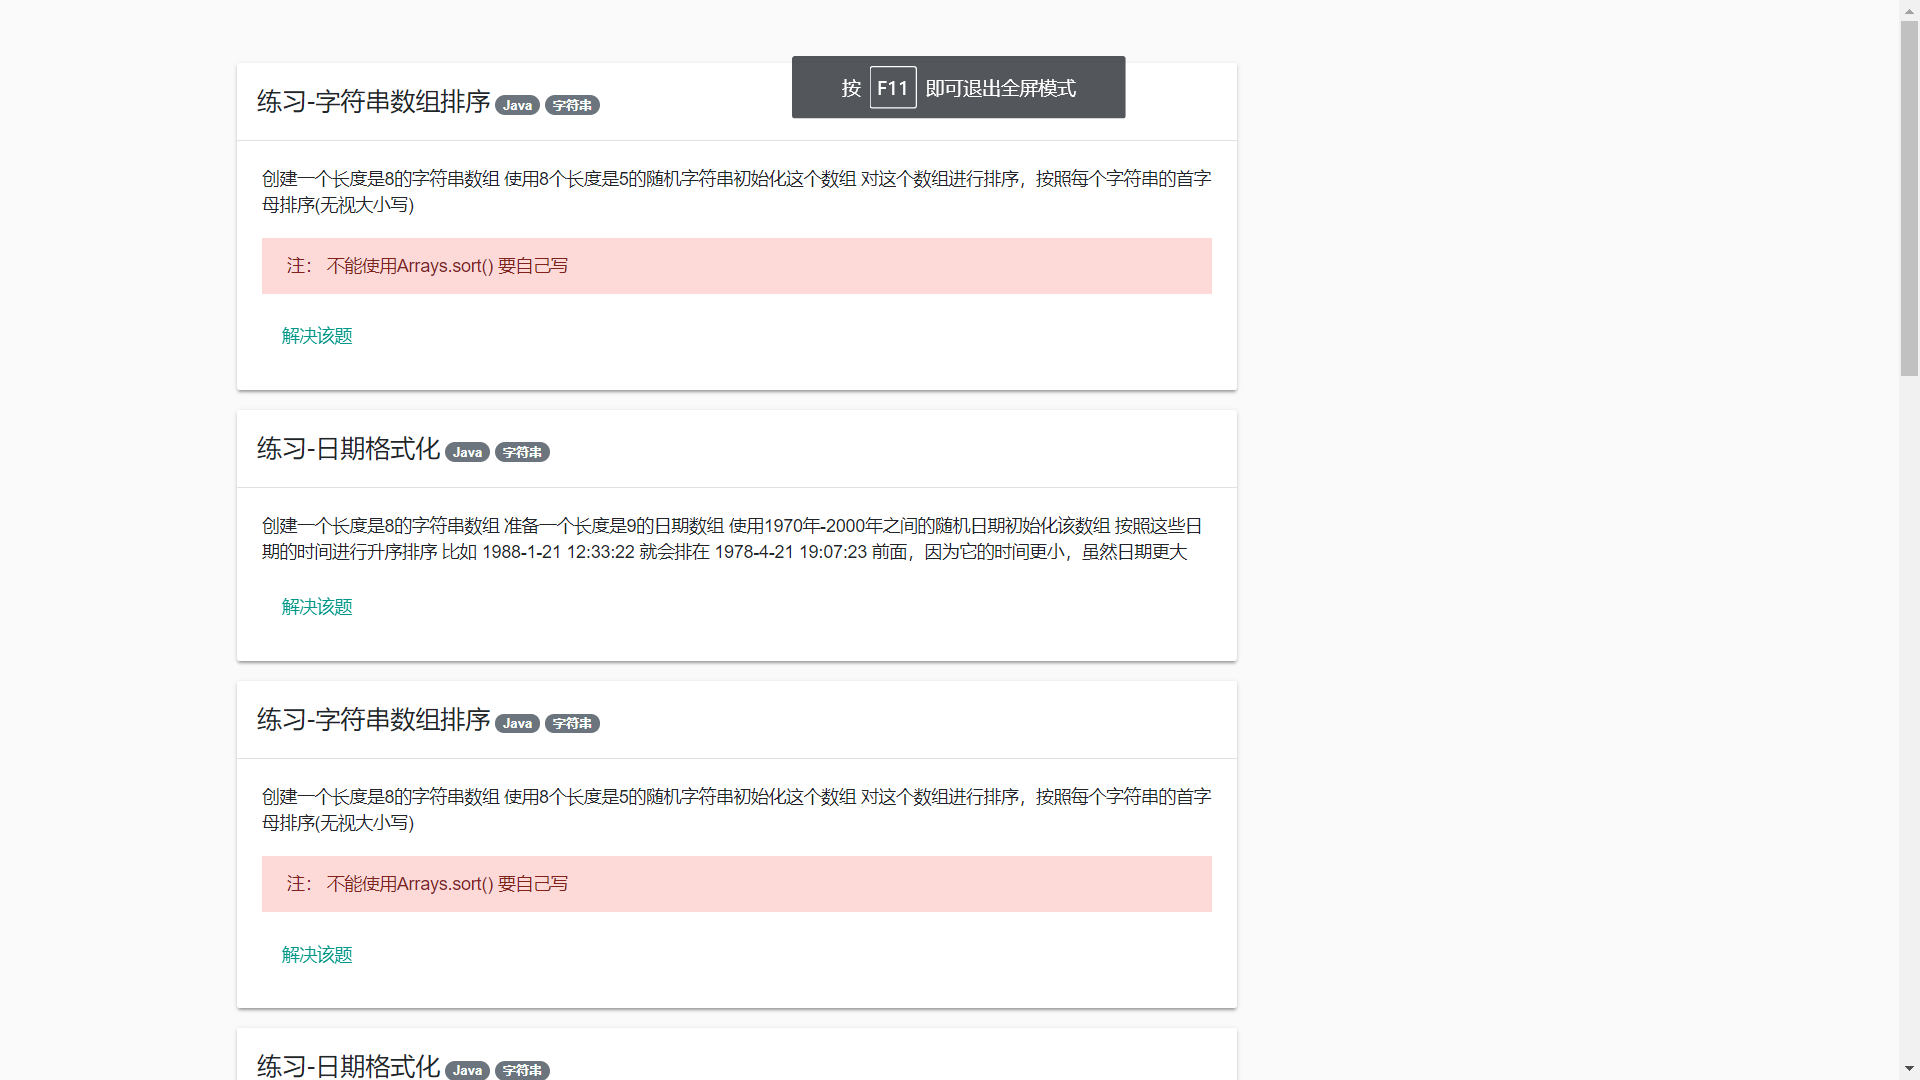 按 F11 即可退出全屏模式
练习-字符串数组排序 Java 字符串
创建一个长度是8的字符串数组 使用8个长度是5的随机字符串初始化这个数组 对这个数组进行排序，按照每个字符串的首字
母排序(无视大小写)
注： 不能使用Arrays.sort() 要自己写
解决该题
练习-日期格式化 Java 字符串
创建一个长度是8的字符串数组 准备一个长度是9的日期数组 使用1970年-2000年之间的随机日期初始化该数组 按照这些日
期的时间进行升序排序 比如 1988-1-21 12:33:22 就会排在 1978-4-21 19:07:23 前面，因为它的时间更小，虽然日期更大
解决该题
练习-字符串数组排序 Java 字符串
创建一个长度是8的字符串数组 使用8个长度是5的随机字符串初始化这个数组 对这个数组进行排序，按照每个字符串的首字
母排序(无视大小写)
注： 不能使用Arrays.sort() 要自己写
解决该题
练习-日期格式化 Java 字符串